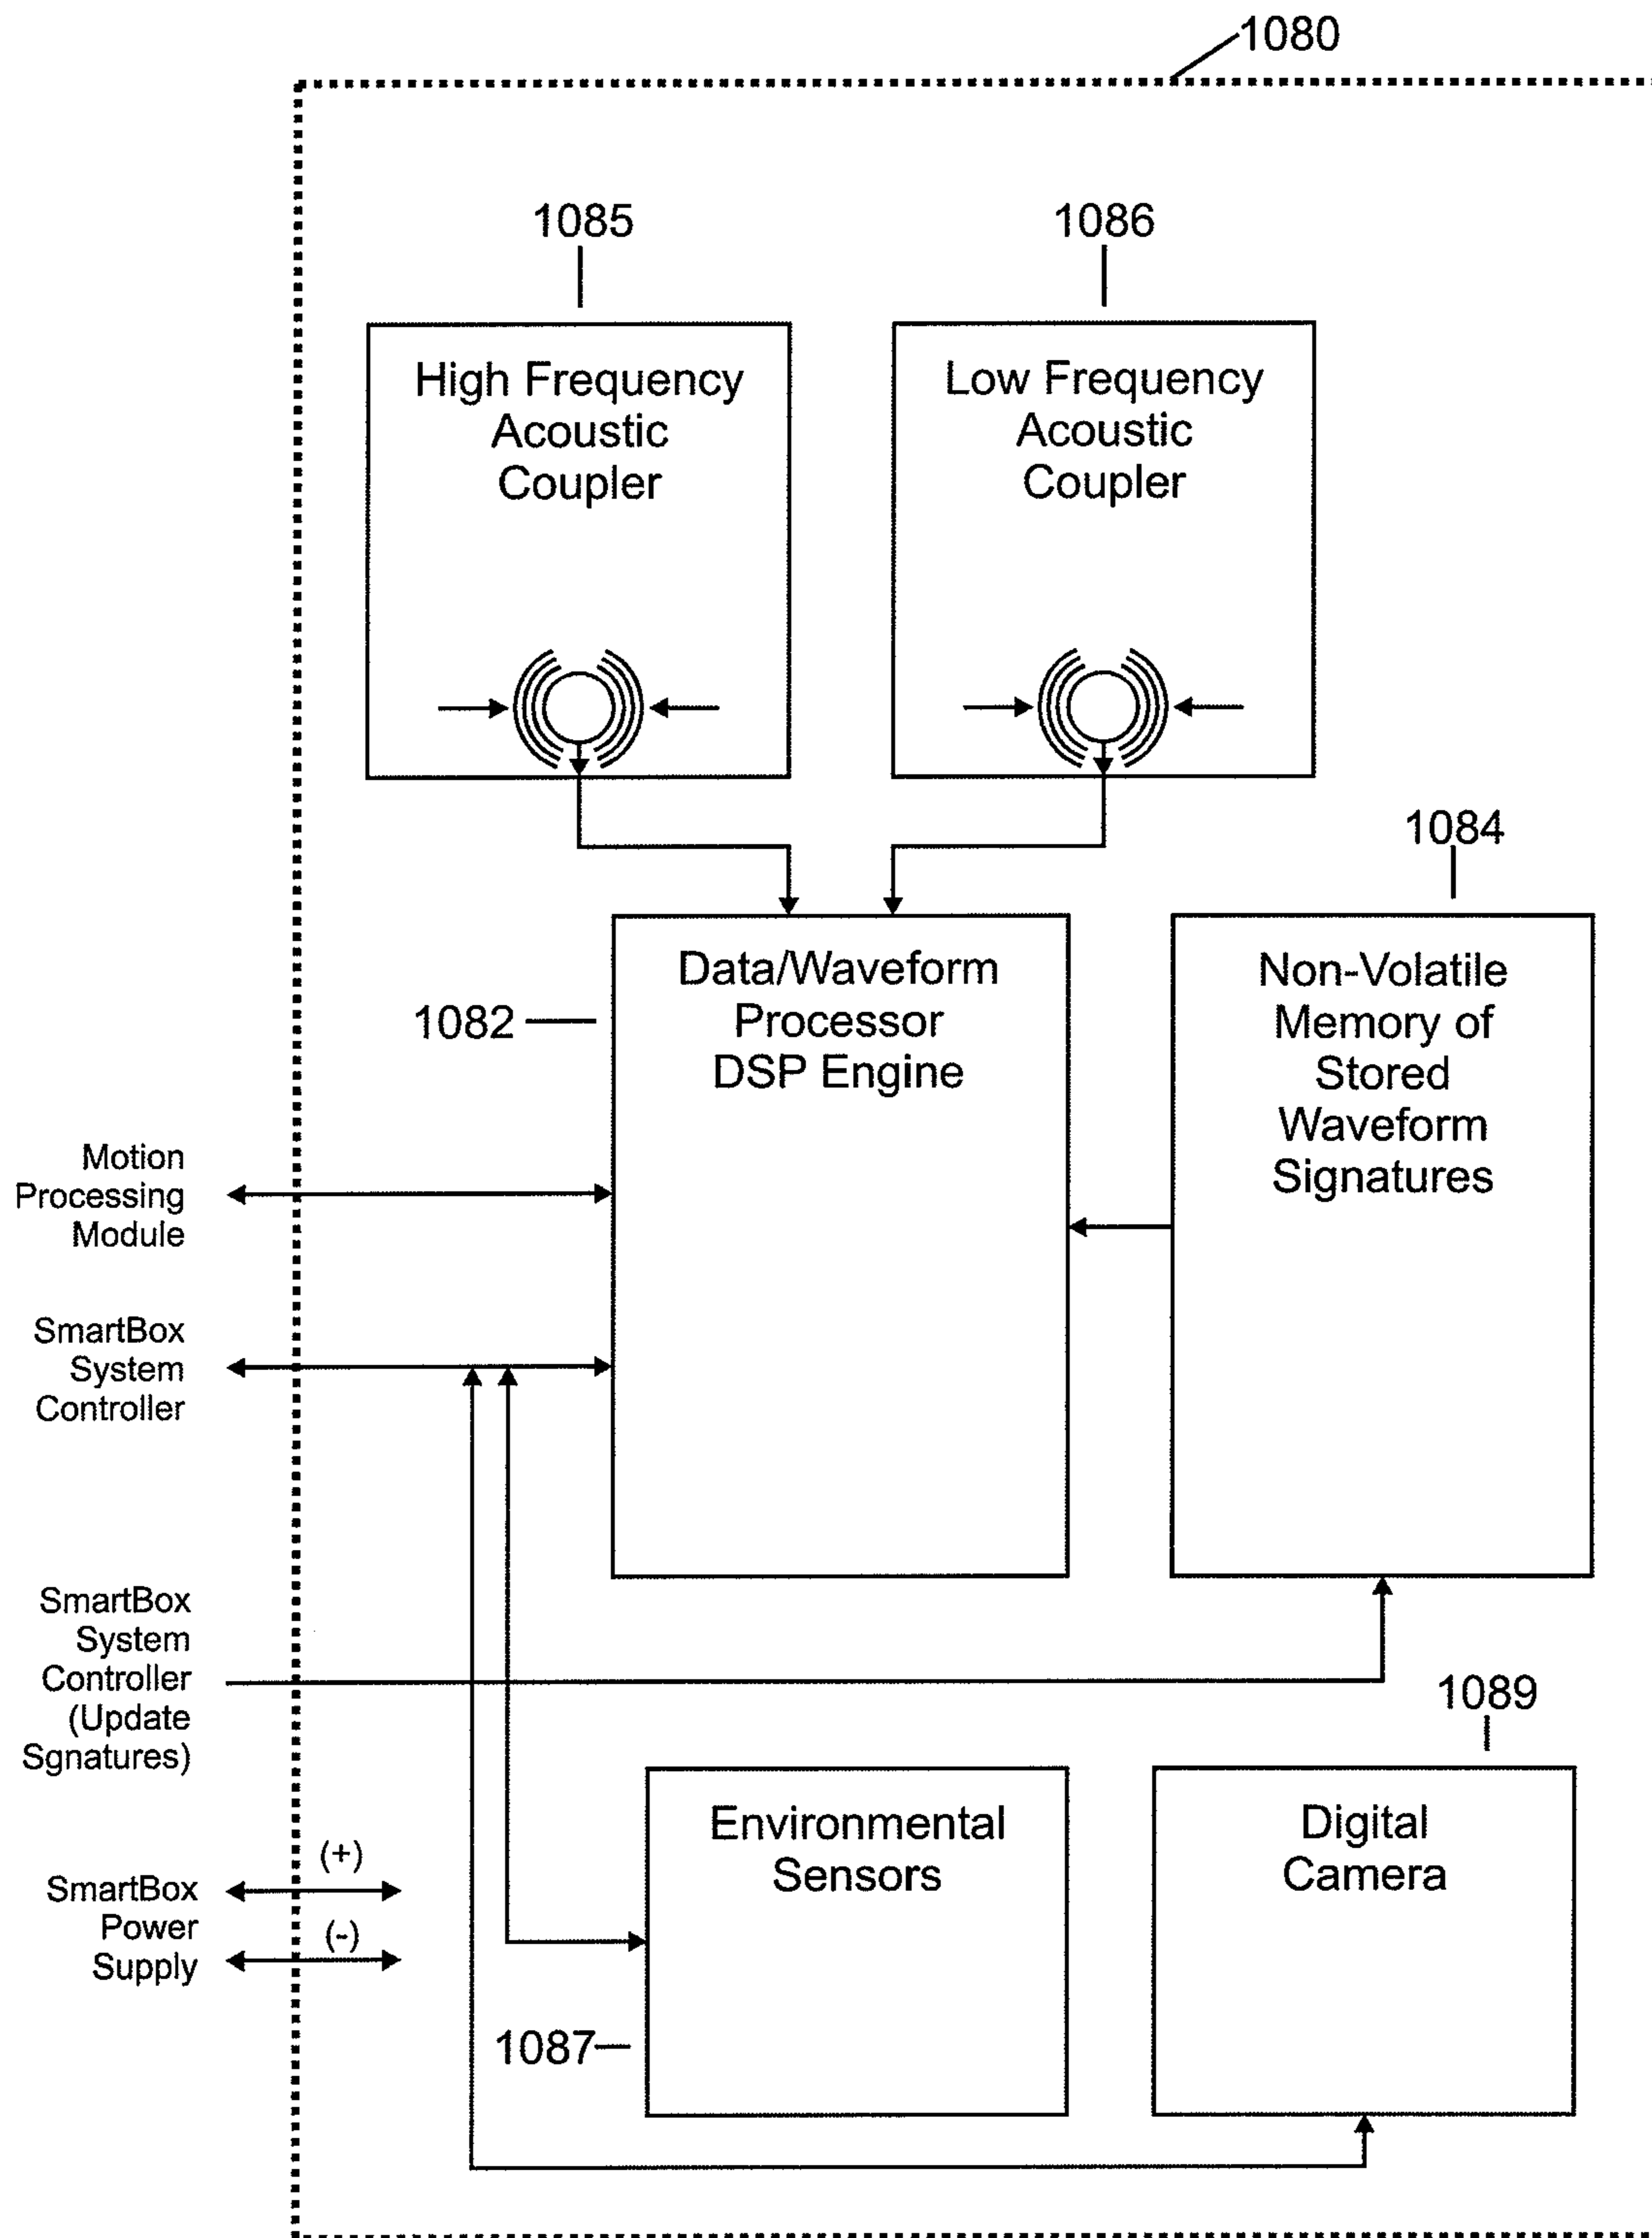 1080
1085
1086
High Frequency
Acoustic
Coupler
Low Frequency
Acoustic
Coupler
1084
Data/Waveform
Processor
DSP Engine
1082
Non-Volatile
Memory of
Stored
Waveform
Signatures
Motion
Processing
Module
SmartBox
System
Controller
SmartBox
System
Controller
(Update
Sgnatures)
1089
Environmental
Sensors
Digital
Camera
(+)
SmartBox
Power
Supply
(-)
1087